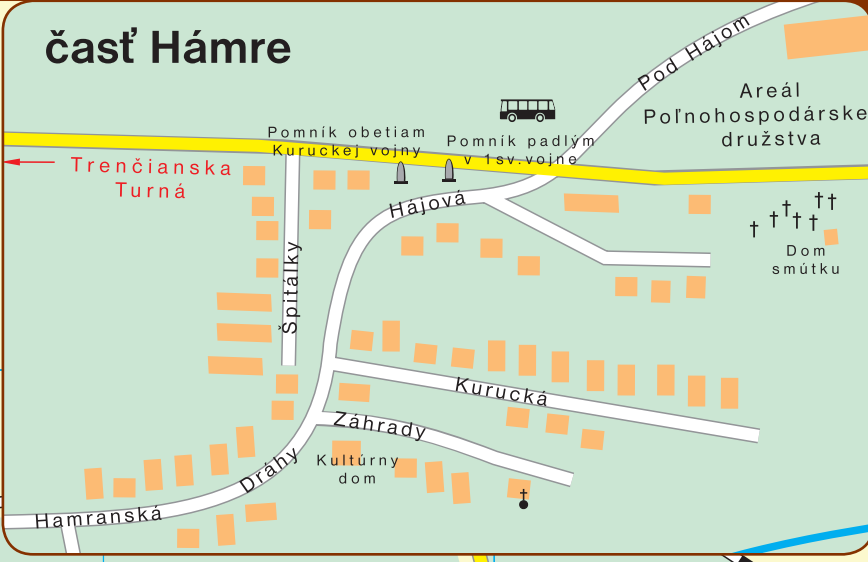 časť Hámre
Pod Hájom
Areál
Poľnohospodárske
družstva
Pomník obetiam
Kuruckej vojny
Pomník padlým
v 1sv.vojne
Trenčianska
Turná
Hájová
Dom
smútku
Špitálky
Kurucká
Záhrady
Kultúrny
dom
Dráhy
Hamranská